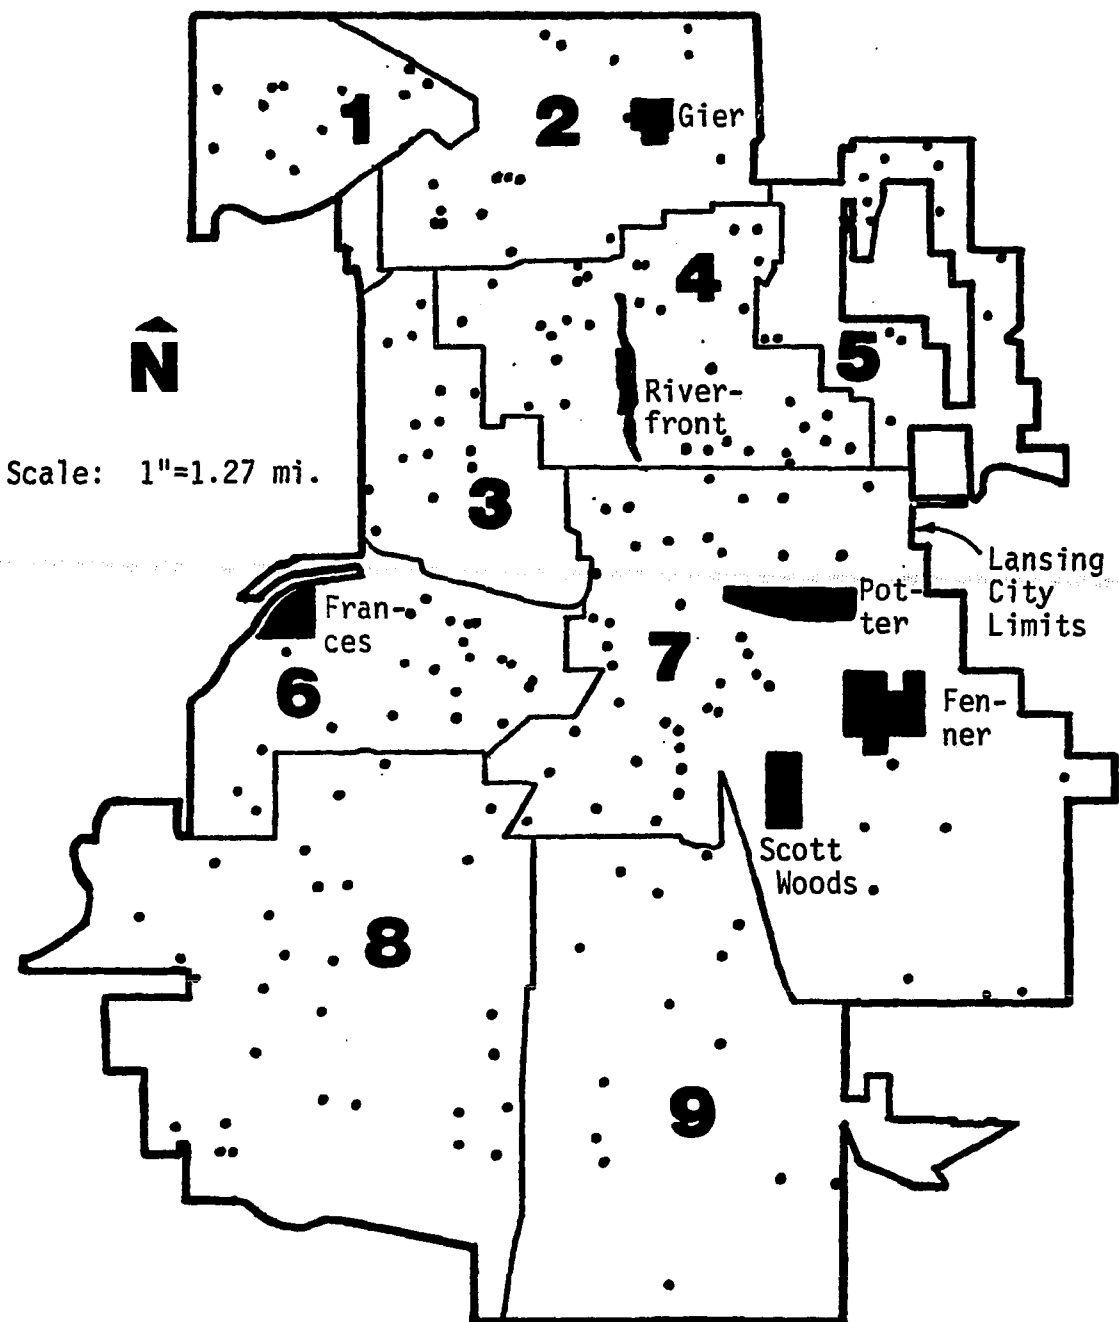 1
2
Gier
4
N
5
River-
front
Scale: 1"=1.27 mi.
3
Lansing
City
Limits
Fran-
ces
Pot-
ter
7
6
Fen-
ner
Scott
Woods
8
9